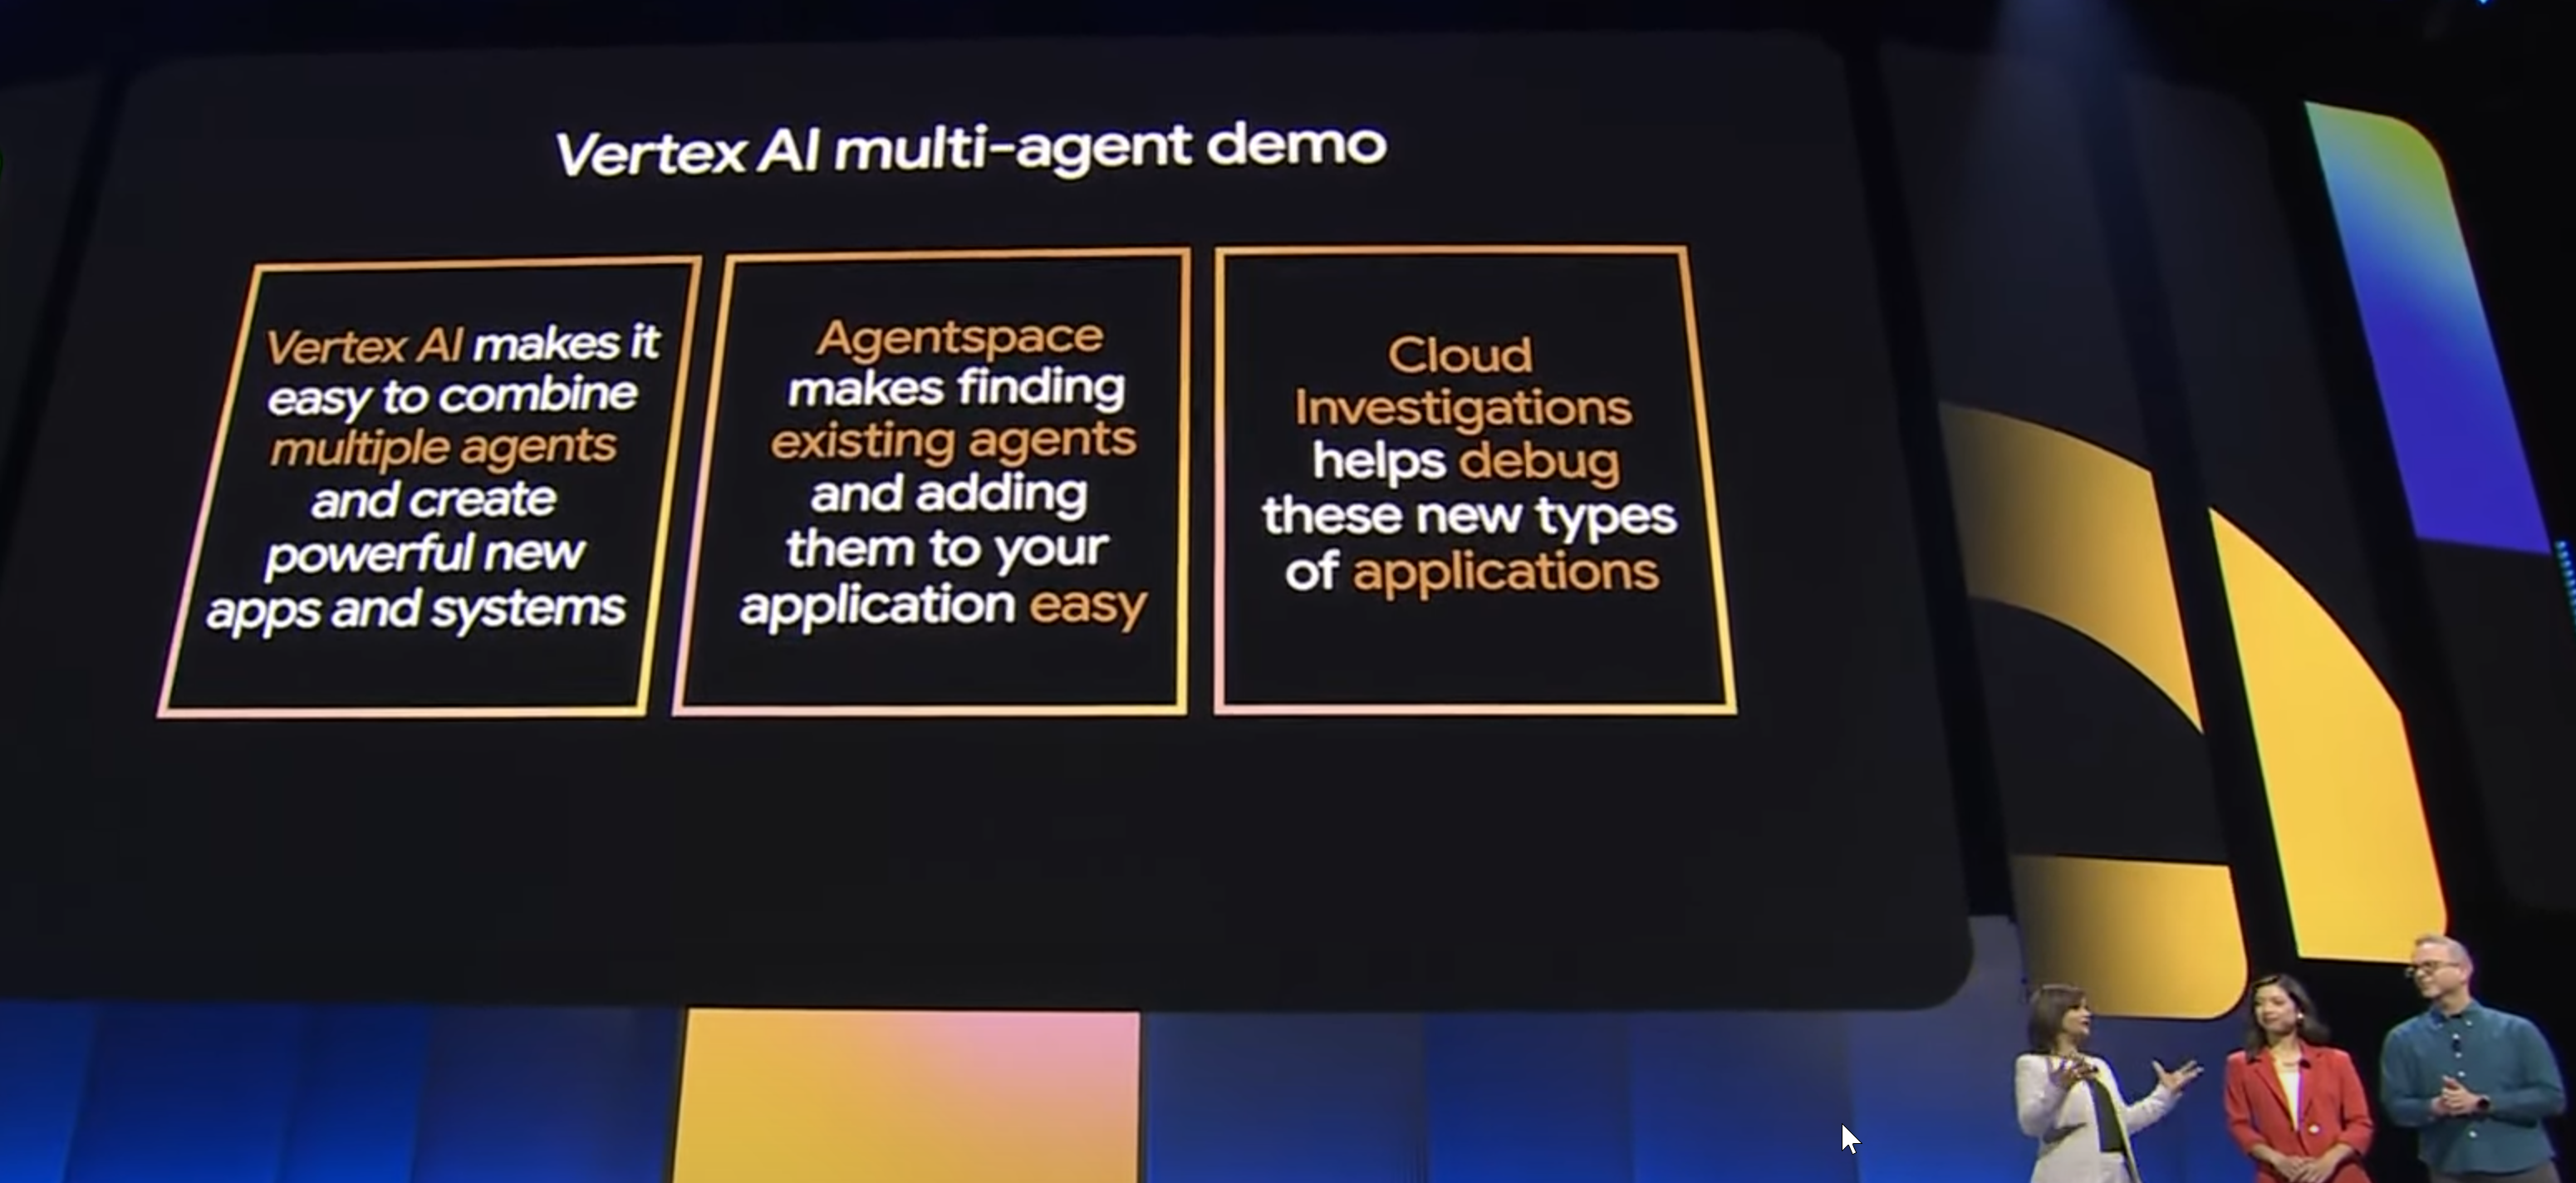 Vertex AI multi-agent demo
Vertex AI makes it
easy to combine
multiple agents
and create
powerful new
apps and systems
Agentspace
makes finding
existing agents
and adding
them to your
application easy
Cloud
Investigations
helps debug
these new types
of applications